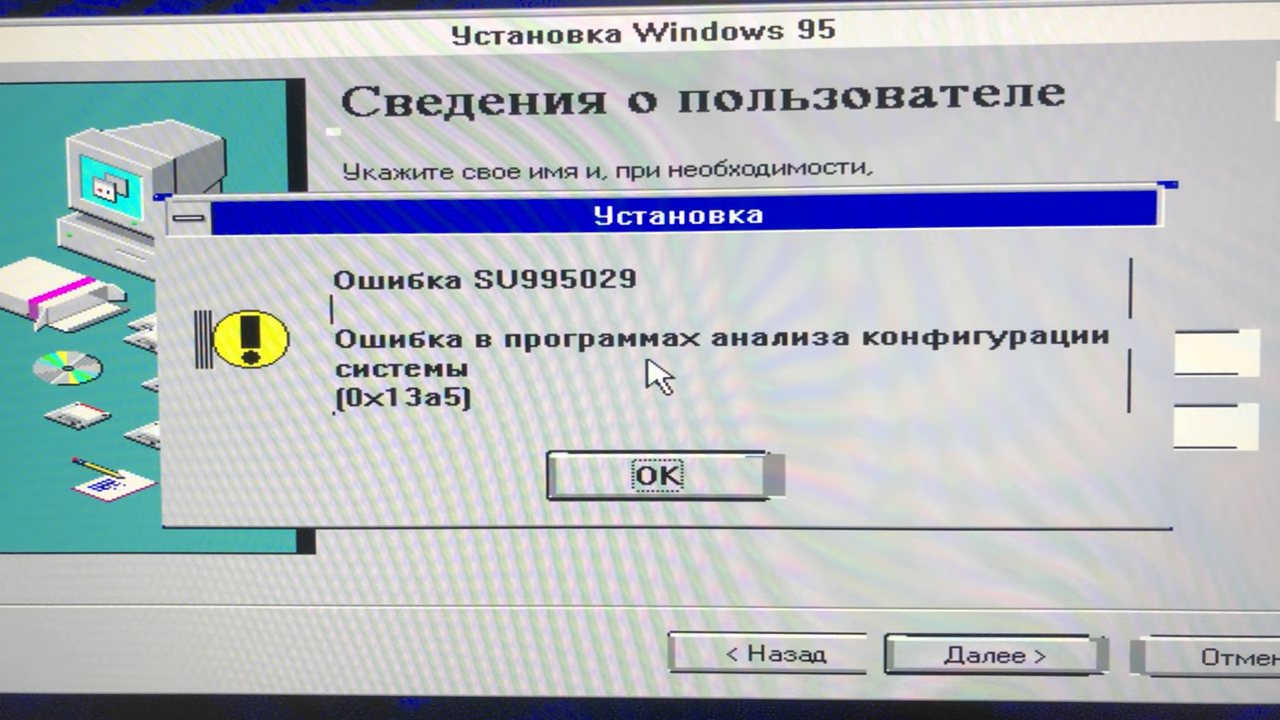 Установка Windows 95
Сведения о пользователе
Укажите свое имя и, при необходимости,
Установка
Ошибка SU995029
Ошибка в программах анализа конфигурации
системы
(0x13a5)
OK
< Назад
Далее >